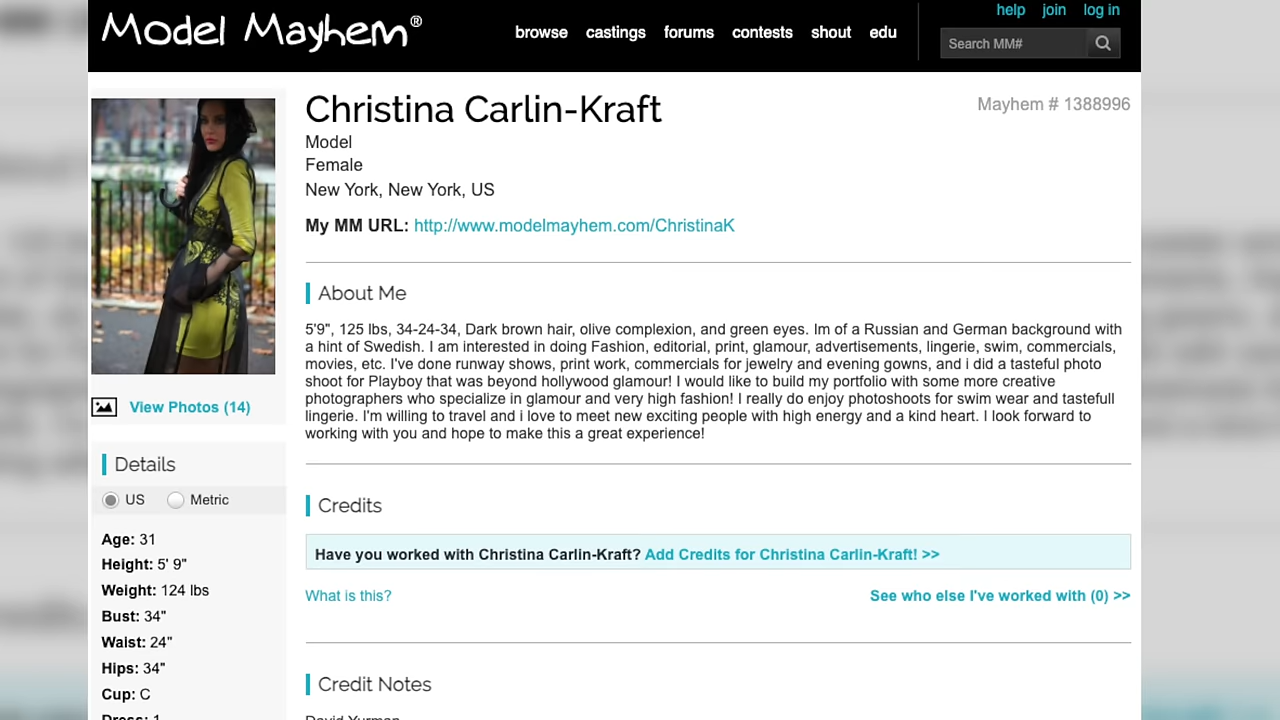 Model Mayhem®
browse castings forums contests shout edu
help join log in
Search MM#
Christina Carlin-Kraft
Mayhem # 1388996
Model
Female
New York, New York, US
My MM URL: http://www.modelmayhem.com/ChristinaK
About Me
5'9", 125 lbs, 34-24-34, Dark brown hair, olive complexion, and green eyes. Im of a Russian and German background with
a hint of Swedish. I am interested in doing Fashion, editorial, print, glamour, advertisements, lingerie, swim, commercials,
movies, etc. I've done runway shows, print work, commercials for jewelry and evening gowns, and i did a tasteful photo
shoot for Playboy that was beyond hollywood glamour! I would like to build my portfolio with some more creative
photographers who specialize in glamour and very high fashion! I really do enjoy photoshoots for swim wear and tastefull
lingerie. I'm willing to travel and i love to meet new exciting people with high energy and a kind heart. I look forward to
working with you and hope to make this a great experience!
View Photos (14)
Details
US Metric
Age: 31
Height: 5' 9"
Weight: 124 lbs
Bust: 34"
Waist: 24"
Hips: 34"
Cup: C
Dress: 1
Credits
Have you worked with Christina Carlin-Kraft? Add Credits for Christina Carlin-Kraft! >>
What is this?
See who else I've worked with (0) >>
Credit Notes
David Yurman